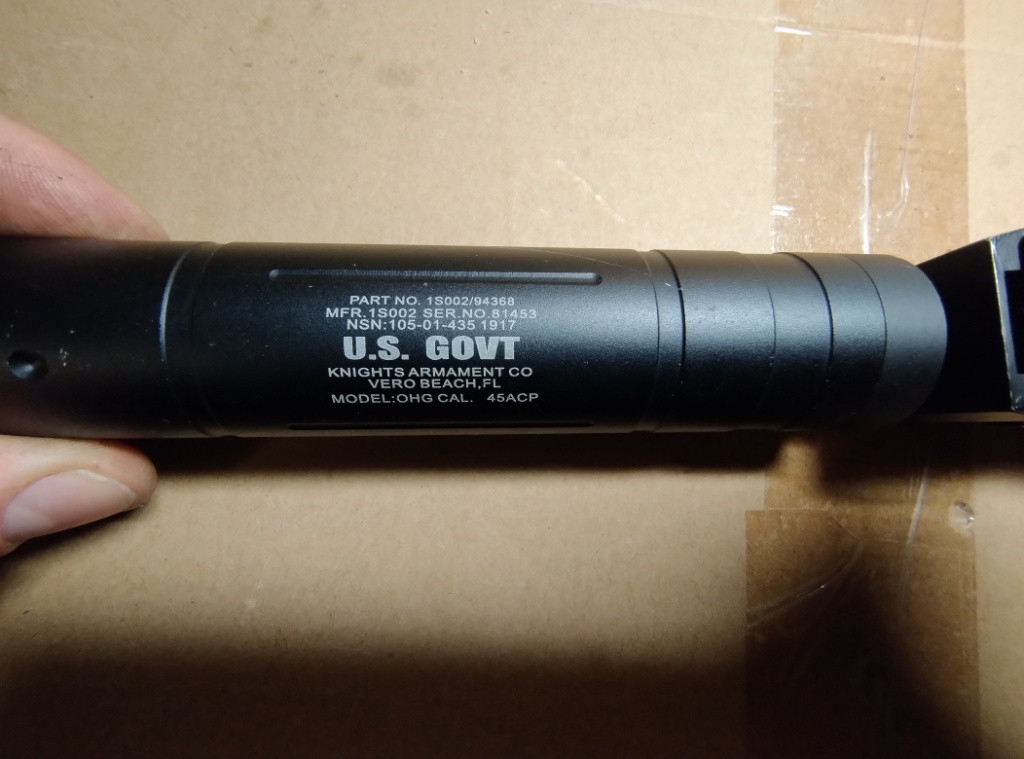 PART NO. 1S002/94368
MFR.1S002 SER.NO.81453
NSN:105-01-435 1917
U.S. GOVT
KNIGHTS ARMAMENT CO
VERO BEACH,FL
MODEL:OHG CAL. 45ACP